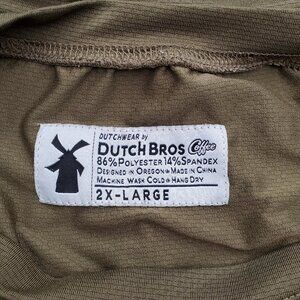 DUTCHWEAR by
DUTCH BROS Coffee
86% POLYESTER 14% SPANDEX
DESIGNED IN OREGON MADE IN CHINA
MACHINE WASH COLD HANG DRY
2X-LARGE